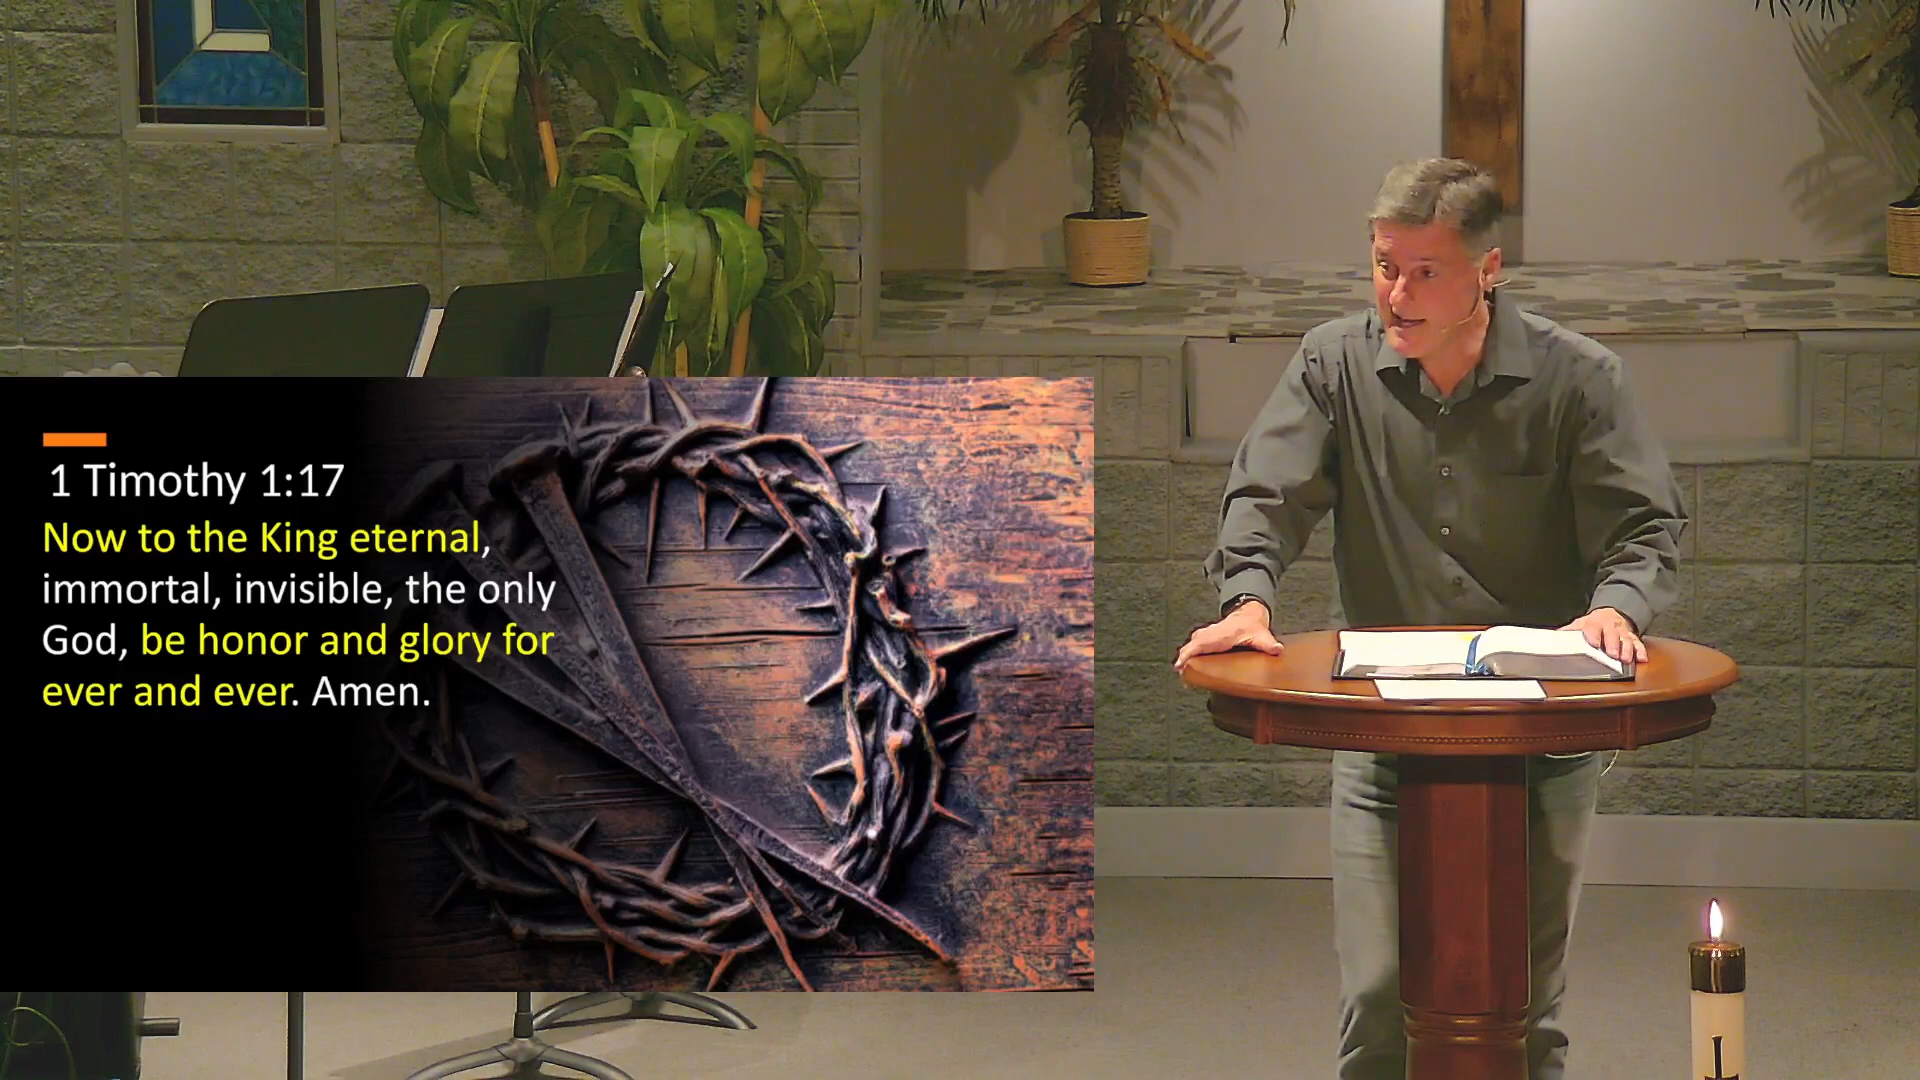 1 Timothy 1:17
Now to the King eternal,
immortal, invisible, the only
God, be honor and glory for
ever and ever. Amen.